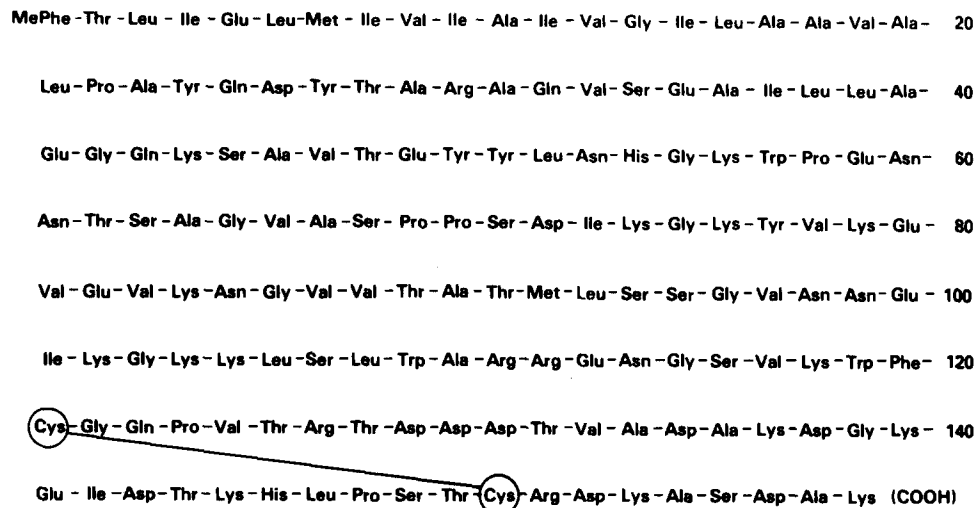 MePhe-Thr-Leu-Ile-Glu-Leu-Met-Ile-Val-Ile-Ala-Ile-Val-Gly-Ile-Leu-Ala-Ala-Val-Ala- 20
Leu-Pro-Ala-Tyr-Gln-Asp-Tyr-Thr-Ala-Arg-Ala-Gln-Val-Ser-Glu-Ala-Ile-Leu-Leu-Ala- 40
Glu-Gly-Gln-Lys-Ser-Ala-Val-Thr-Glu-Tyr-Tyr-Leu-Asn-His-Gly-Lys-Trp-Pro-Glu-Asn- 60
Asn-Thr-Ser-Ala-Gly-Val-Ala-Ser-Pro-Pro-Ser-Asp-Ile-Lys-Gly-Lys-Tyr-Val-Lys-Glu- 80
Val-Glu-Val-Lys-Asn-Gly-Val-Val-Thr-Ala-Thr-Met-Leu-Ser-Ser-Gly-Val-Asn-Asn-Glu- 100
Ile-Lys-Gly-Lys-Lys-Leu-Ser-Leu-Trp-Ala-Arg-Arg-Glu-Asn-Gly-Ser-Val-Lys-Trp-Phe- 120
Cys-Gly-Gln-Pro-Val-Thr-Arg-Thr-Asp-Asp-Asp-Thr-Val-Ala-Asp-Ala-Lys-Asp-Gly-Lys- 140
Glu-Ile-Asp-Thr-Lys-His-Leu-Pro-Ser-Thr-Cys-Arg-Asp-Lys-Ala-Ser-Asp-Ala-Lys (COOH)